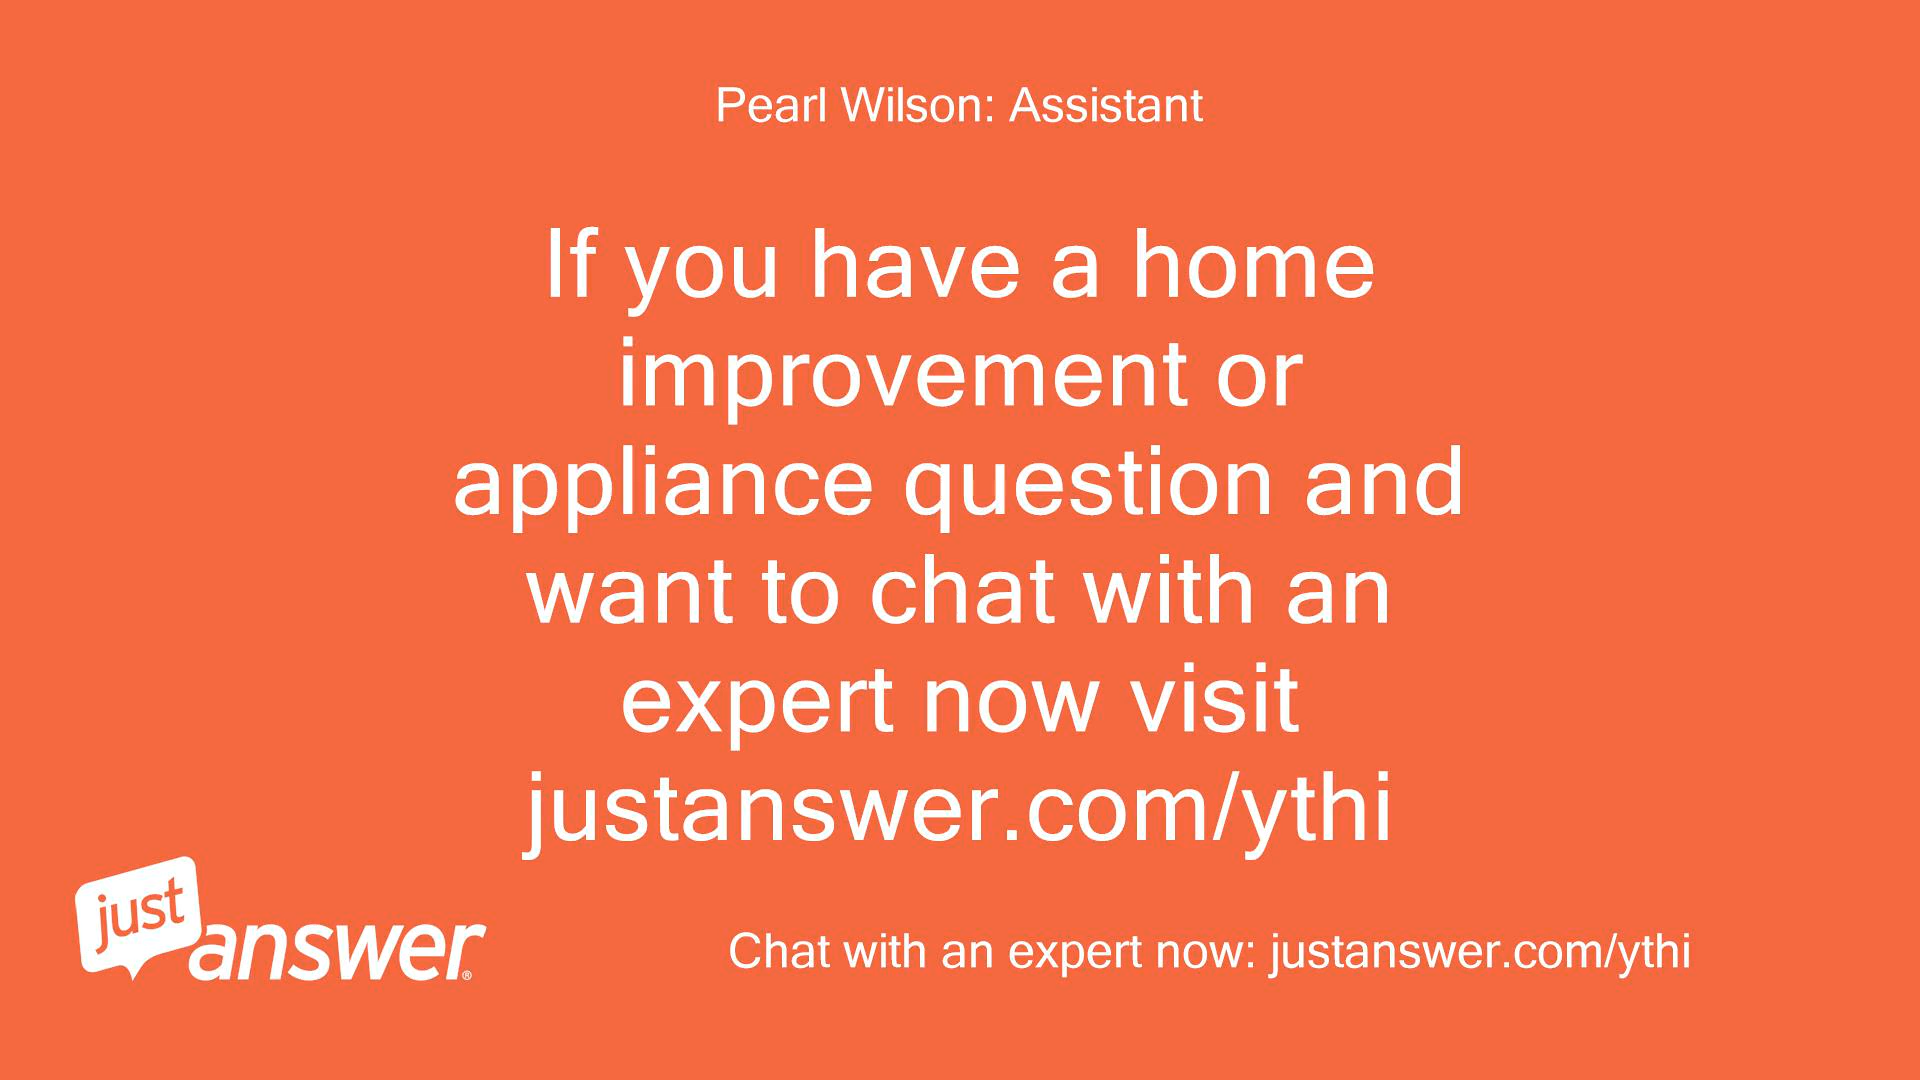 Pearl Wilson: Assistant
If you have a home
improvement or
appliance question and
want to chat with an
expert now visit
justanswer.com/ythi
just
answer®
Chat with an expert now: justanswer.com/ythi